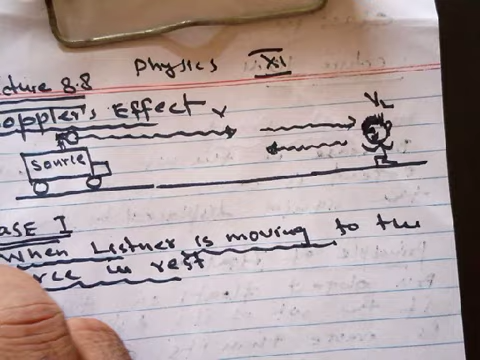 Physics XI
cture 8.8
oppler's Effect
V
VL
Source
ASE I
When Listner is moving to the
rce in rest